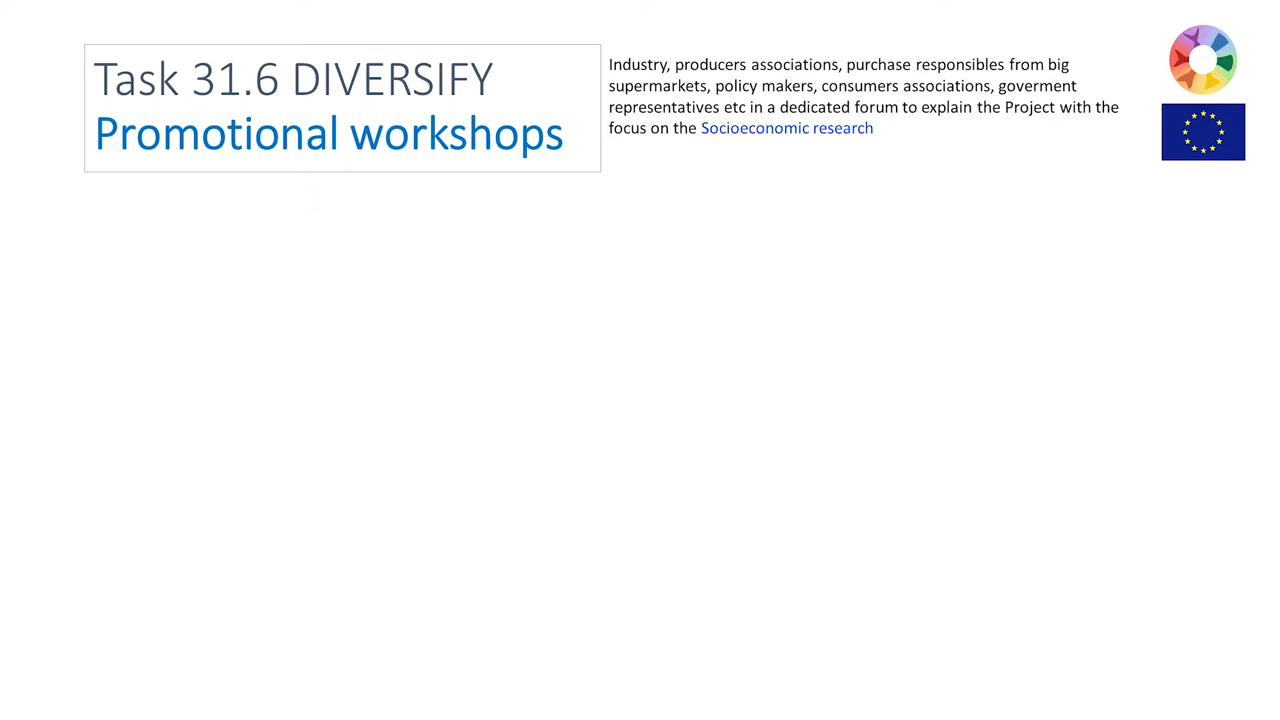 Task 31.6 DIVERSIFY
Promotional workshops
Industry, producers associations, purchase responsibles from big
supermarkets, policy makers, consumers associations, goverment
representatives etc in a dedicated forum to explain the Project with the
focus on the Socioeconomic research